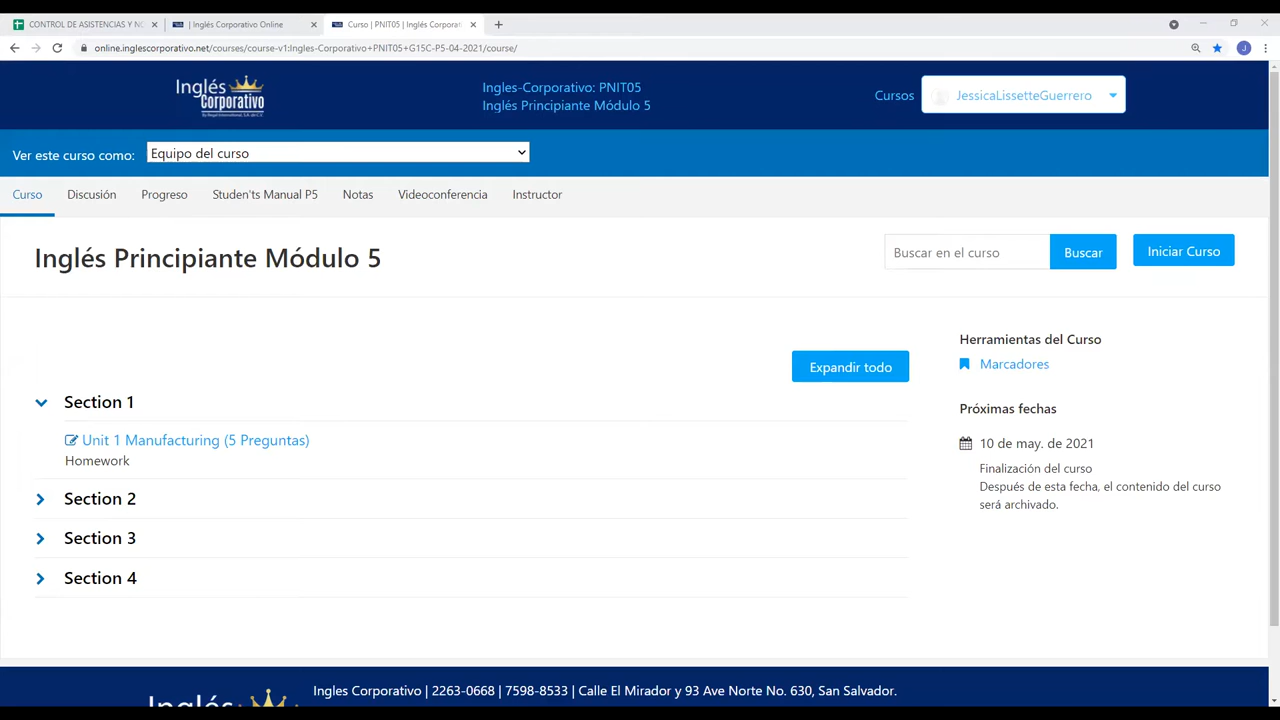 CONTROL DE ASISTENCIAS Y NO
| Inglés Corporativo Online
Curso | PNIT05 | Inglés Corporat
online.inglescorporativo.net/courses/course-v1:Ingles-Corporativo+PNIT05+G15C-P5-04-2021/course/
J
Inglés
Corporativo
Ingles-Corporativo: PNIT05
Inglés Principiante Módulo 5
Cursos
JessicaLissetteGuerrero
Ver este curso como:
Equipo del curso
Curso
Discusión
Progreso
Studen'ts Manual P5
Notas
Videoconferencia
Instructor
Inglés Principiante Módulo 5
Buscar en el curso
Buscar
Iniciar Curso
Expandir todo
Section 1
Unit 1 Manufacturing (5 Preguntas)
Homework
Section 2
Section 3
Section 4
Herramientas del Curso
Marcadores
Próximas fechas
10 de may. de 2021
Finalización del curso
Después de esta fecha, el contenido del curso
será archivado.
Ingles Corporativo | 2263-0668 | 7598-8533 | Calle El Mirador y 93 Ave Norte No. 630, San Salvador.
Inglés